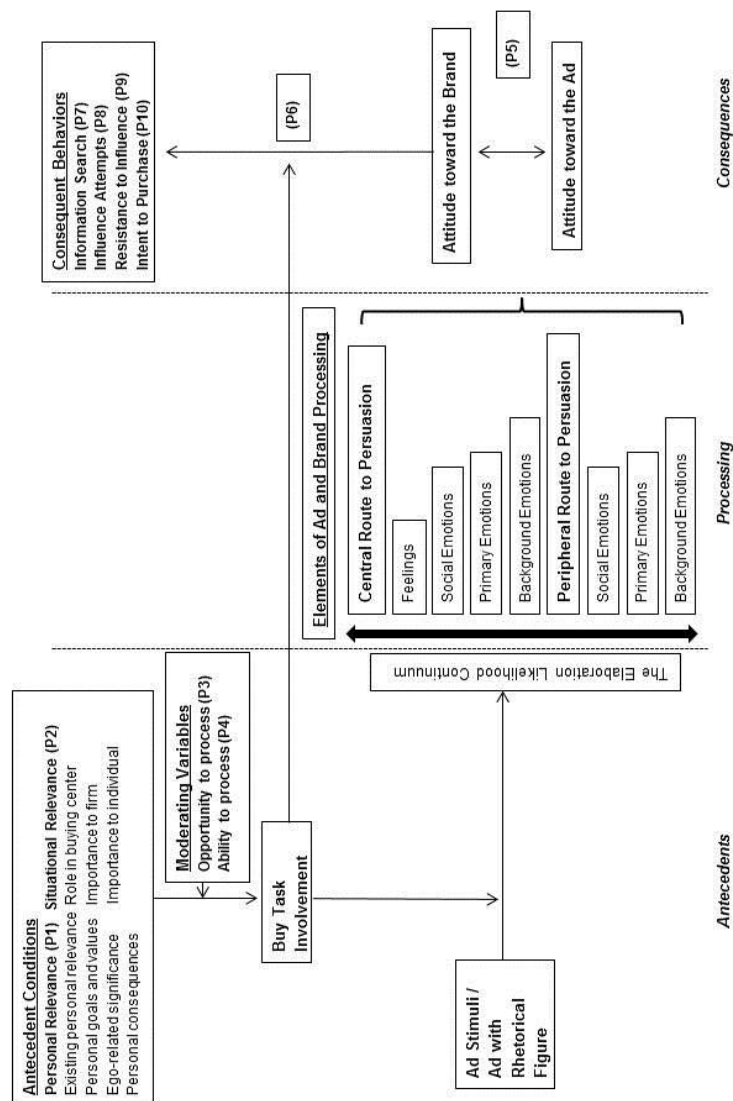 Antecedent Conditions
Personal Relevance (P1) Situational Relevance (P2)
Existing personal relevance Role in buying center
Personal goals and values Importance to firm
Ego-related significance Importance to individual
Personal consequences
Moderating Variables
Opportunity to process (P3)
Ability to process (P4)
Buy Task
Involvement
Ad Stimuli /
Ad with
Rhetorical
Figure
Antecedents
The Elaboration Likelihood Continuum
Elements of Ad and Brand Processing
Central Route to Persuasion
Feelings
Social Emotions
Primary Emotions
Background Emotions
Peripheral Route to Persuasion
Social Emotions
Primary Emotions
Background Emotions
Processing
Consequent Behaviors
Information Search (P7)
Influence Attempts (P8)
Resistance to Influence (P9)
Intent to Purchase (P10)
(P6)
Attitude toward the Brand
(P5)
Attitude toward the Ad
Consequences